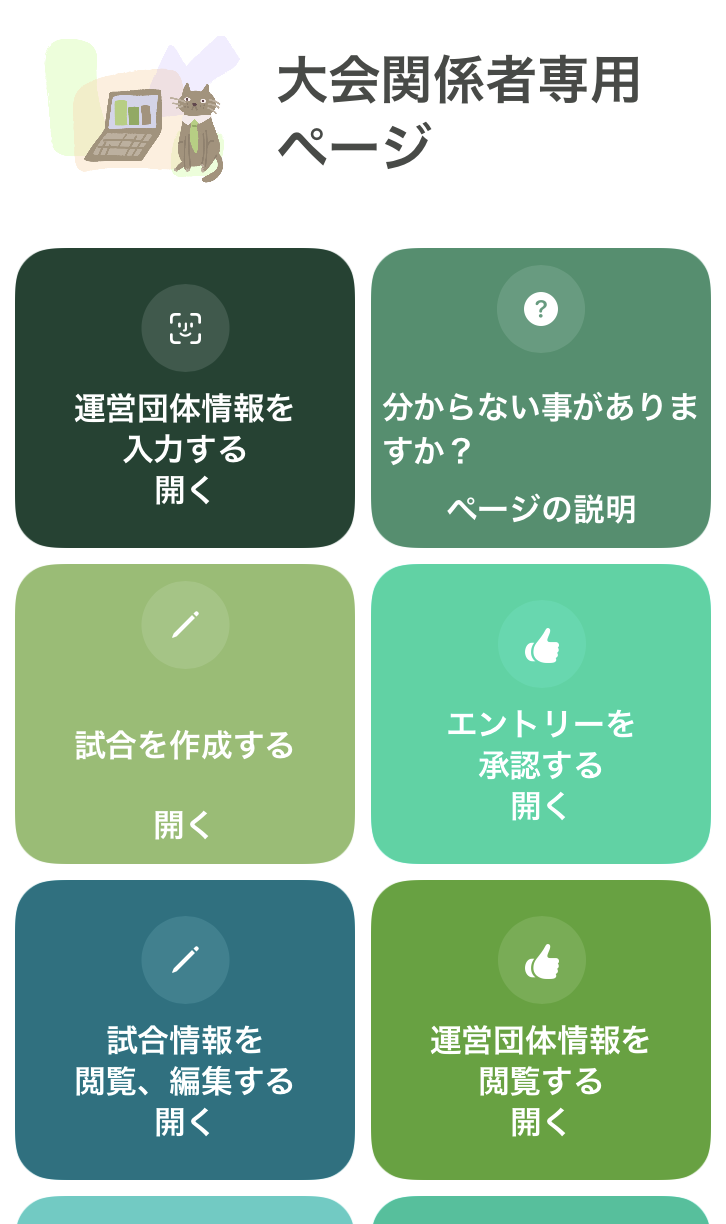 大会関係者専用
ページ
運営団体情報を
入力する
開く
?
分からない事がありま
すか？
ページの説明
試合を作成する
開く
エントリーを
承認する
開く
試合情報を
閲覧、編集する
開く
運営団体情報を
閲覧する
開く